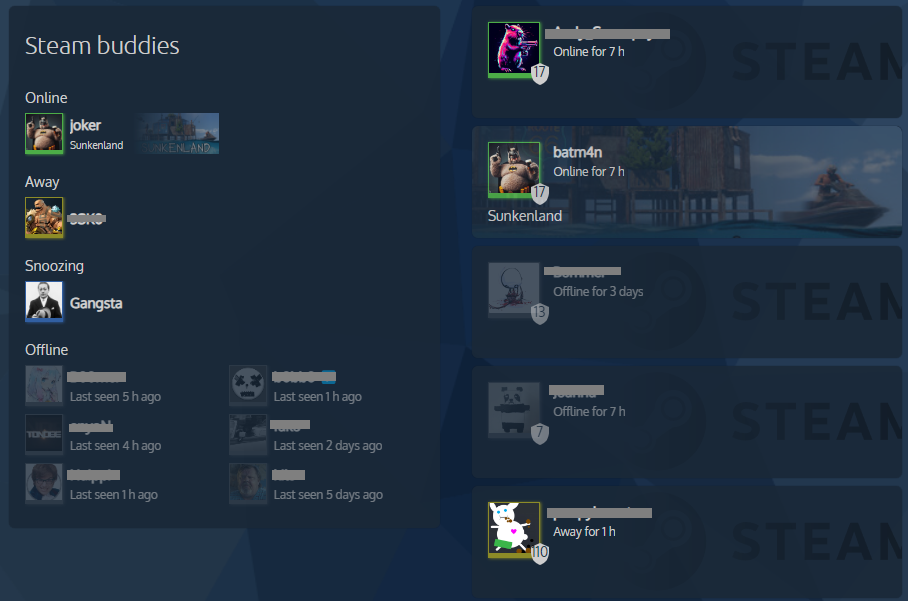 Steam buddies
Online
joker
Sunkenland
SUNKENLAND
Away
Snoozing
Gangsta
Offline
Last seen 5 h ago
Last seen 1 h ago
Last seen 4 h ago
TONDEE
Last seen 2 days ago
Last seen 1 h ago
Last seen 5 days ago
Online for 7 h
17
STEAM
batm4n
Online for 7 h
17
Sunkenland
Offline for 3 days
13
STEAM
Offline for 7 h
7
STEAM
Away for 1 h
110
STEAM